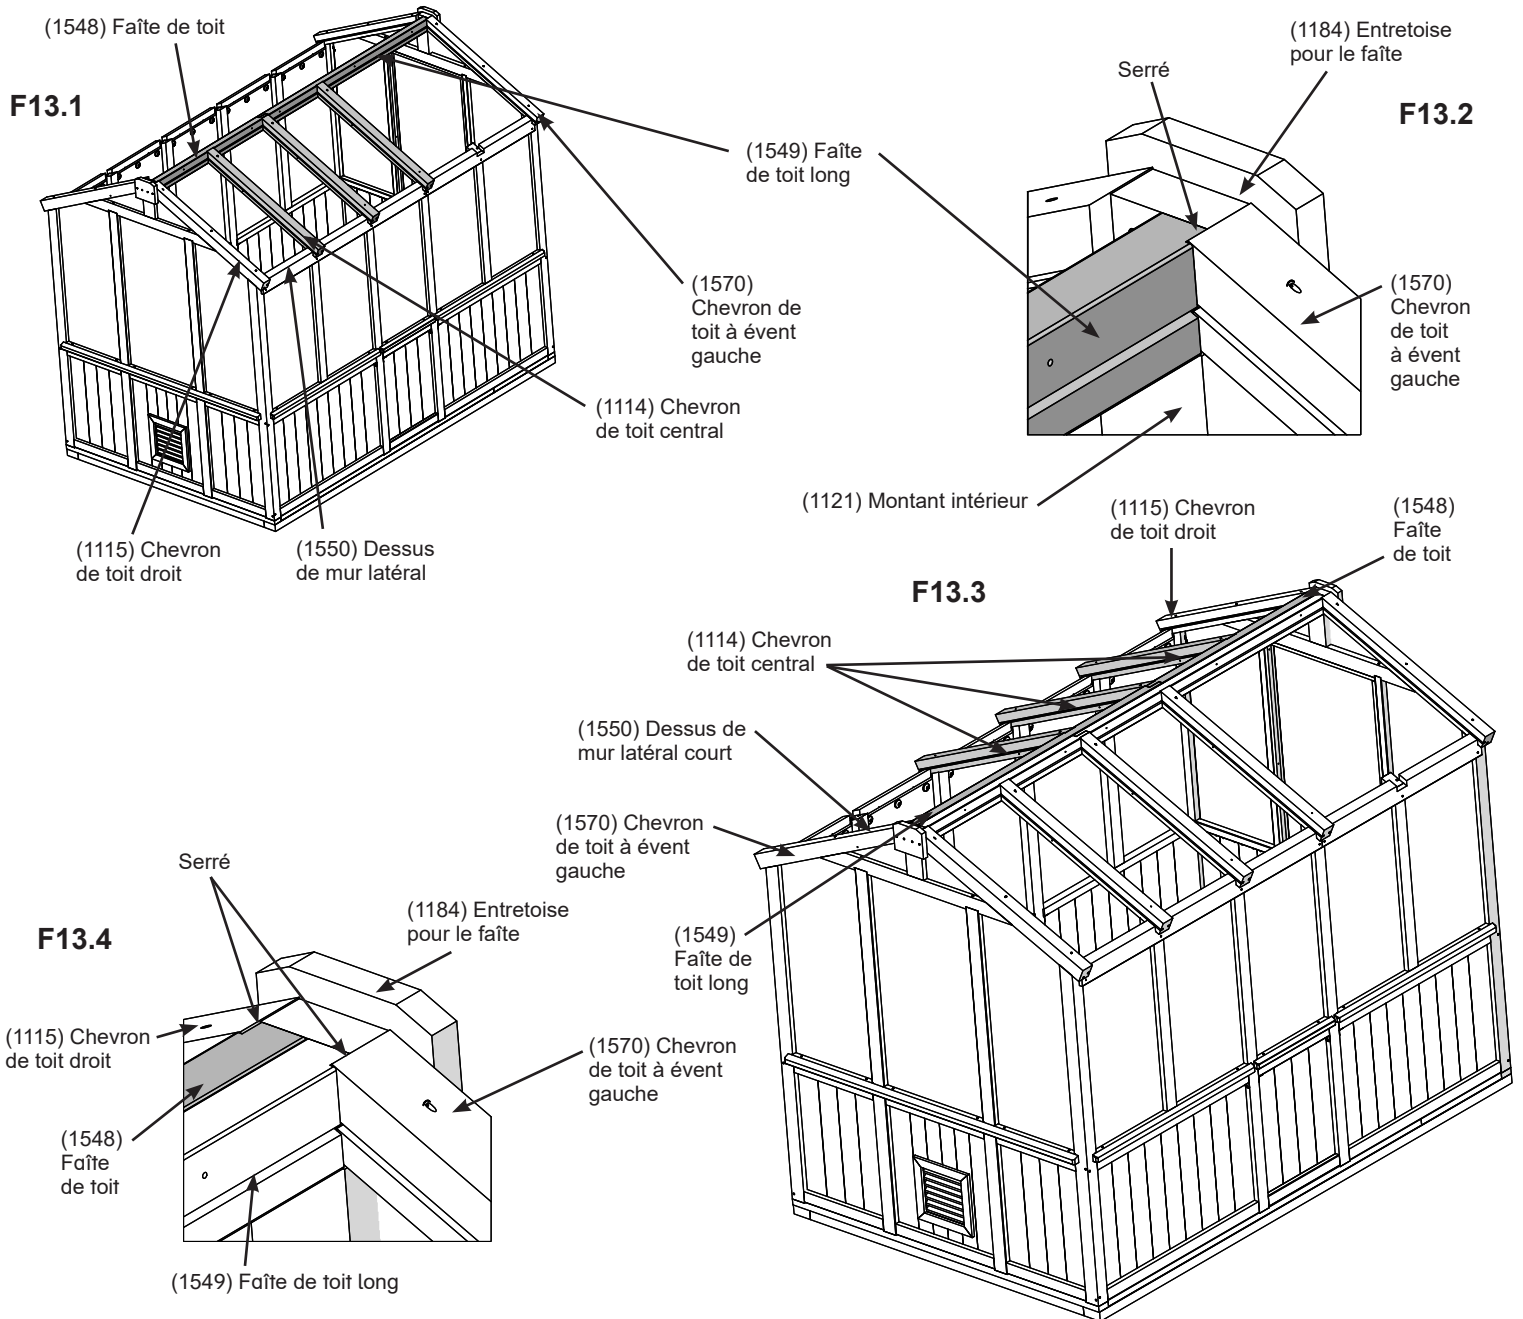 (1548) Faîte de toit
F13.1
(1549) Faîte
de toit long
(1570)
Chevron de
toit à évent
gauche
(1114) Chevron
de toit central
(1115) Chevron
de toit droit
(1550) Dessus
de mur latéral
(1184) Entretoise
pour le faîte
Serré
F13.2
(1570)
Chevron
de toit
à évent
gauche
(1121) Montant intérieur
(1115) Chevron
de toit droit
(1548)
Faîte
de toit
F13.3
(1114) Chevron
de toit central
(1550) Dessus de
mur latéral court
(1570) Chevron
de toit à évent
gauche
(1549)
Faîte de
toit long
Serré
F13.4
(1184) Entretoise
pour le faîte
(1115) Chevron
de toit droit
(1570) Chevron
de toit à évent
gauche
(1548)
Faîte
de toit
(1549) Faîte de toit long